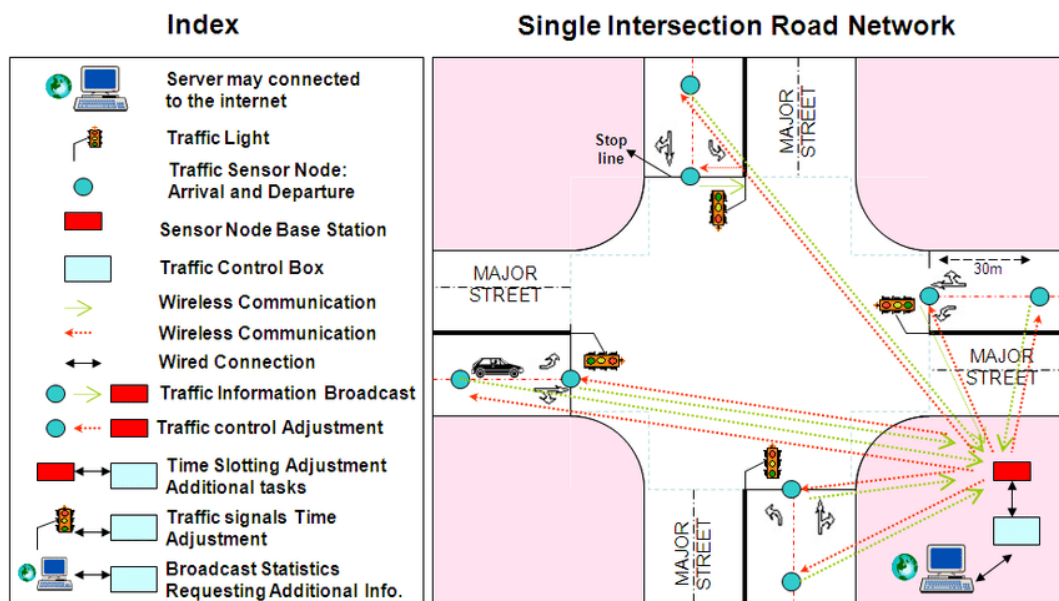 Index
Single Intersection Road Network
Server may connected
to the internet
Traffic Light
Traffic Sensor Node:
Arrival and Departure
Sensor Node Base Station
Traffic Control Box
Wireless Communication
Wireless Communication
Wired Connection
Traffic Information Broadcast
Traffic control Adjustment
Time Slotting Adjustment
Additional tasks
Traffic signals Time
Adjustment
Broadcast Statistics
Requesting Additional Info.
Stop
line
MAJOR
STREET
MAJOR
STREET
30m
MAJOR
STREET
MAJOR
STREET